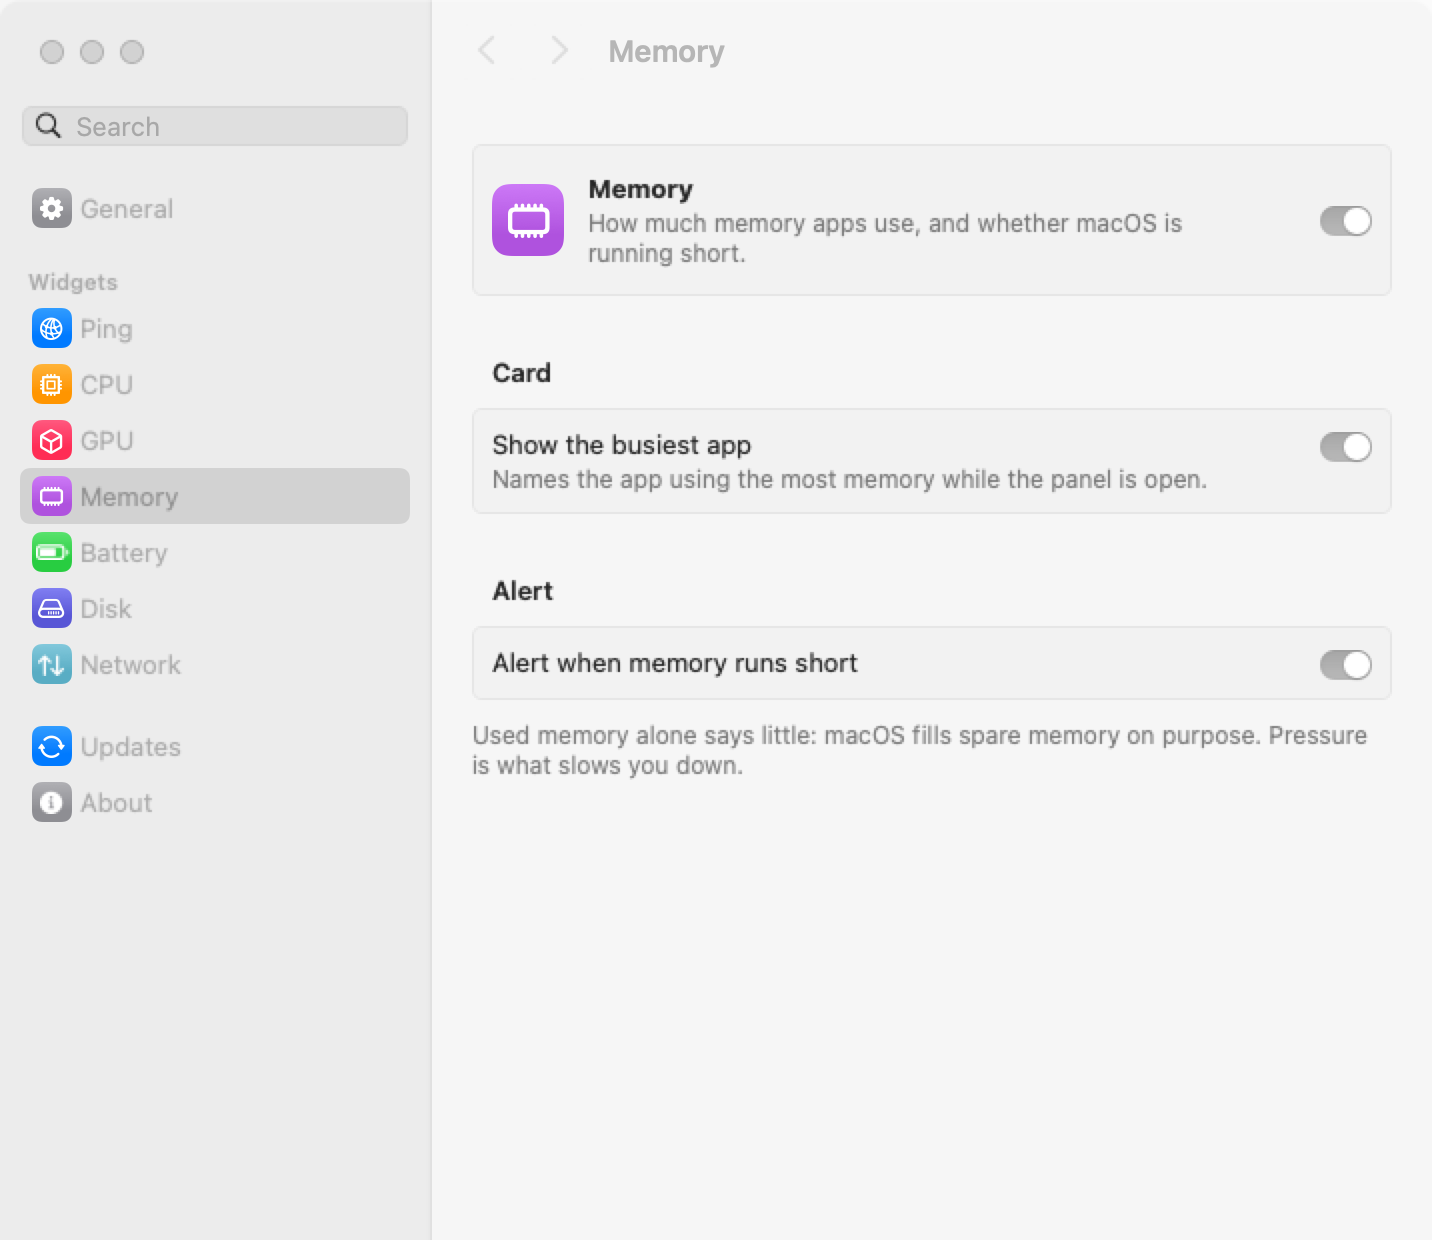 Memory
Search
General
Widgets
Ping
CPU
GPU
Memory
Battery
Disk
Network
Updates
About
Memory
How much memory apps use, and whether macOS is
running short.
Card
Show the busiest app
Names the app using the most memory while the panel is open.
Alert
Alert when memory runs short
Used memory alone says little: macOS fills spare memory on purpose. Pressure
is what slows you down.